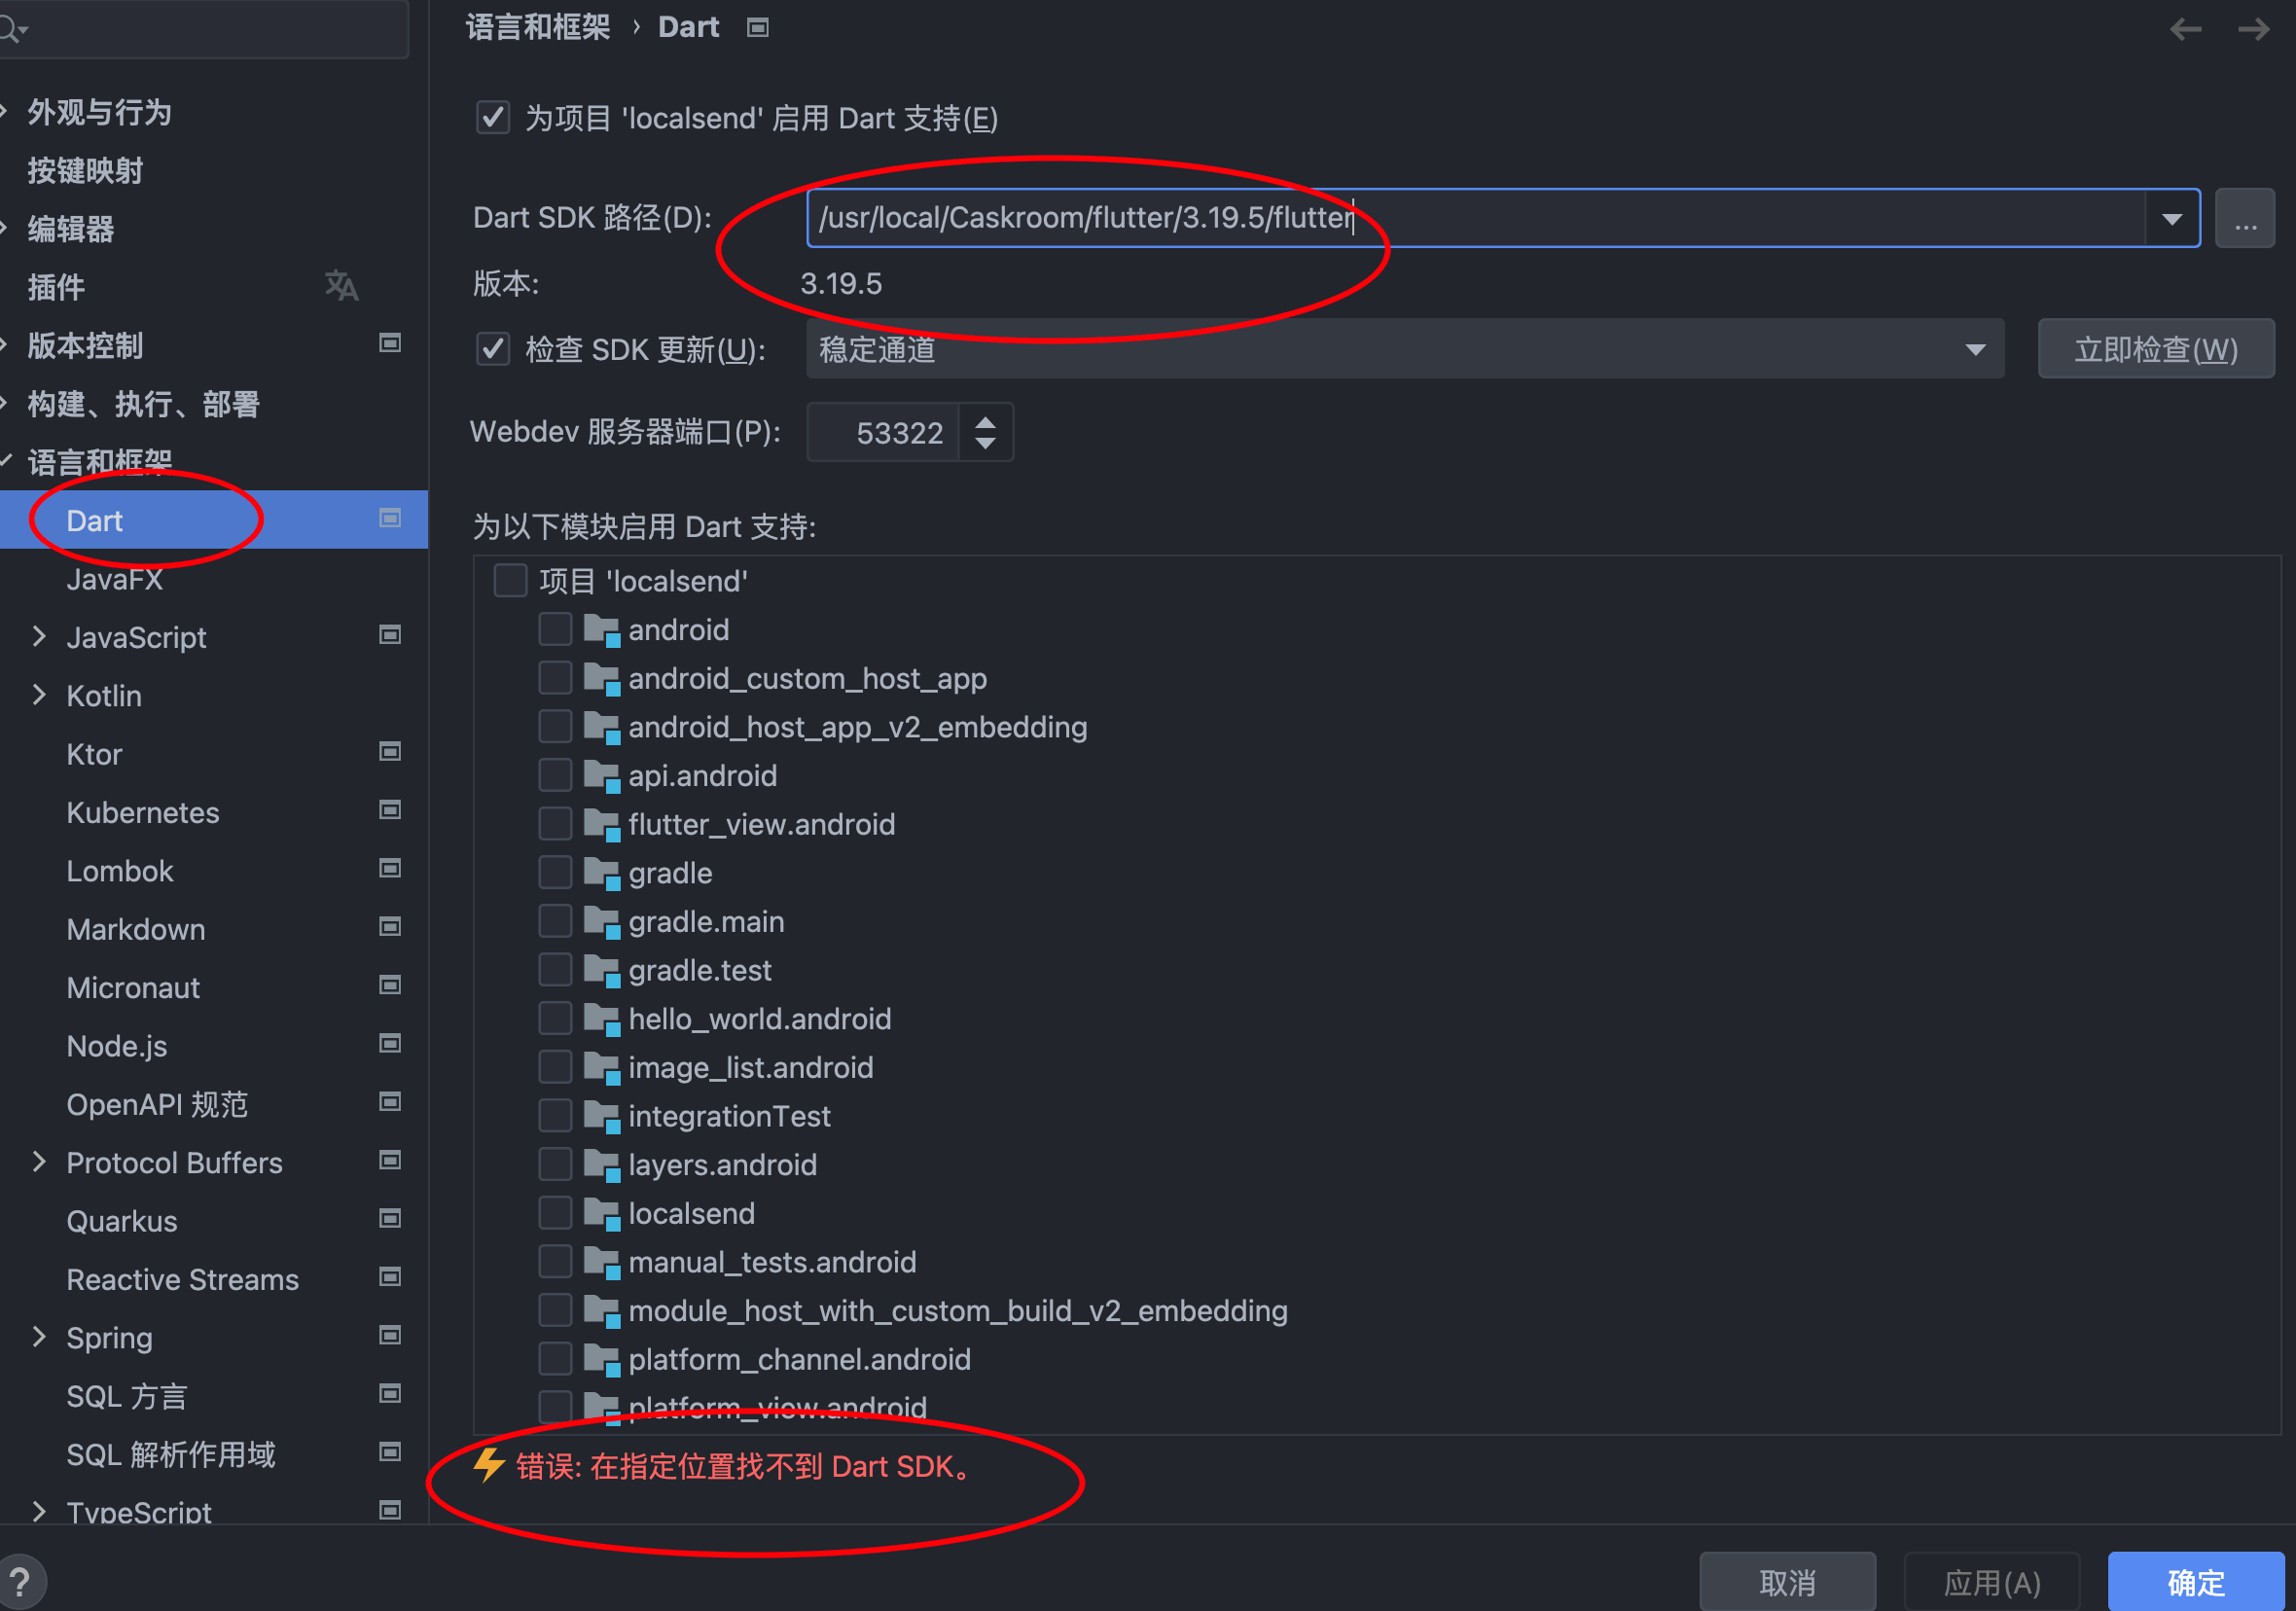 外观与行为
按键映射
编辑器
插件
版本控制
构建、执行、部署
语言和框架
Dart
JavaFX
JavaScript
Kotlin
Ktor
Kubernetes
Lombok
Markdown
Micronaut
Node.js
OpenAPI 规范
Protocol Buffers
Quarkus
Reactive Streams
Spring
SQL 方言
SQL 解析作用域
TypeScript
?
语言和框架 › Dart
为项目 'localsend' 启用 Dart 支持(E)
Dart SDK 路径(D): /usr/local/Caskroom/flutter/3.19.5/flutter ...
版本: 3.19.5
检查 SDK 更新(U): 稳定通道 立即检查(W)
Webdev 服务器端口(P): 53322
为以下模块启用 Dart 支持:
项目 'localsend'
android
android_custom_host_app
android_host_app_v2_embedding
api.android
flutter_view.android
gradle
gradle.main
gradle.test
hello_world.android
image_list.android
integrationTest
layers.android
localsend
manual_tests.android
module_host_with_custom_build_v2_embedding
platform_channel.android
platform_view.android
错误: 在指定位置找不到 Dart SDK。
取消 应用(A) 确定